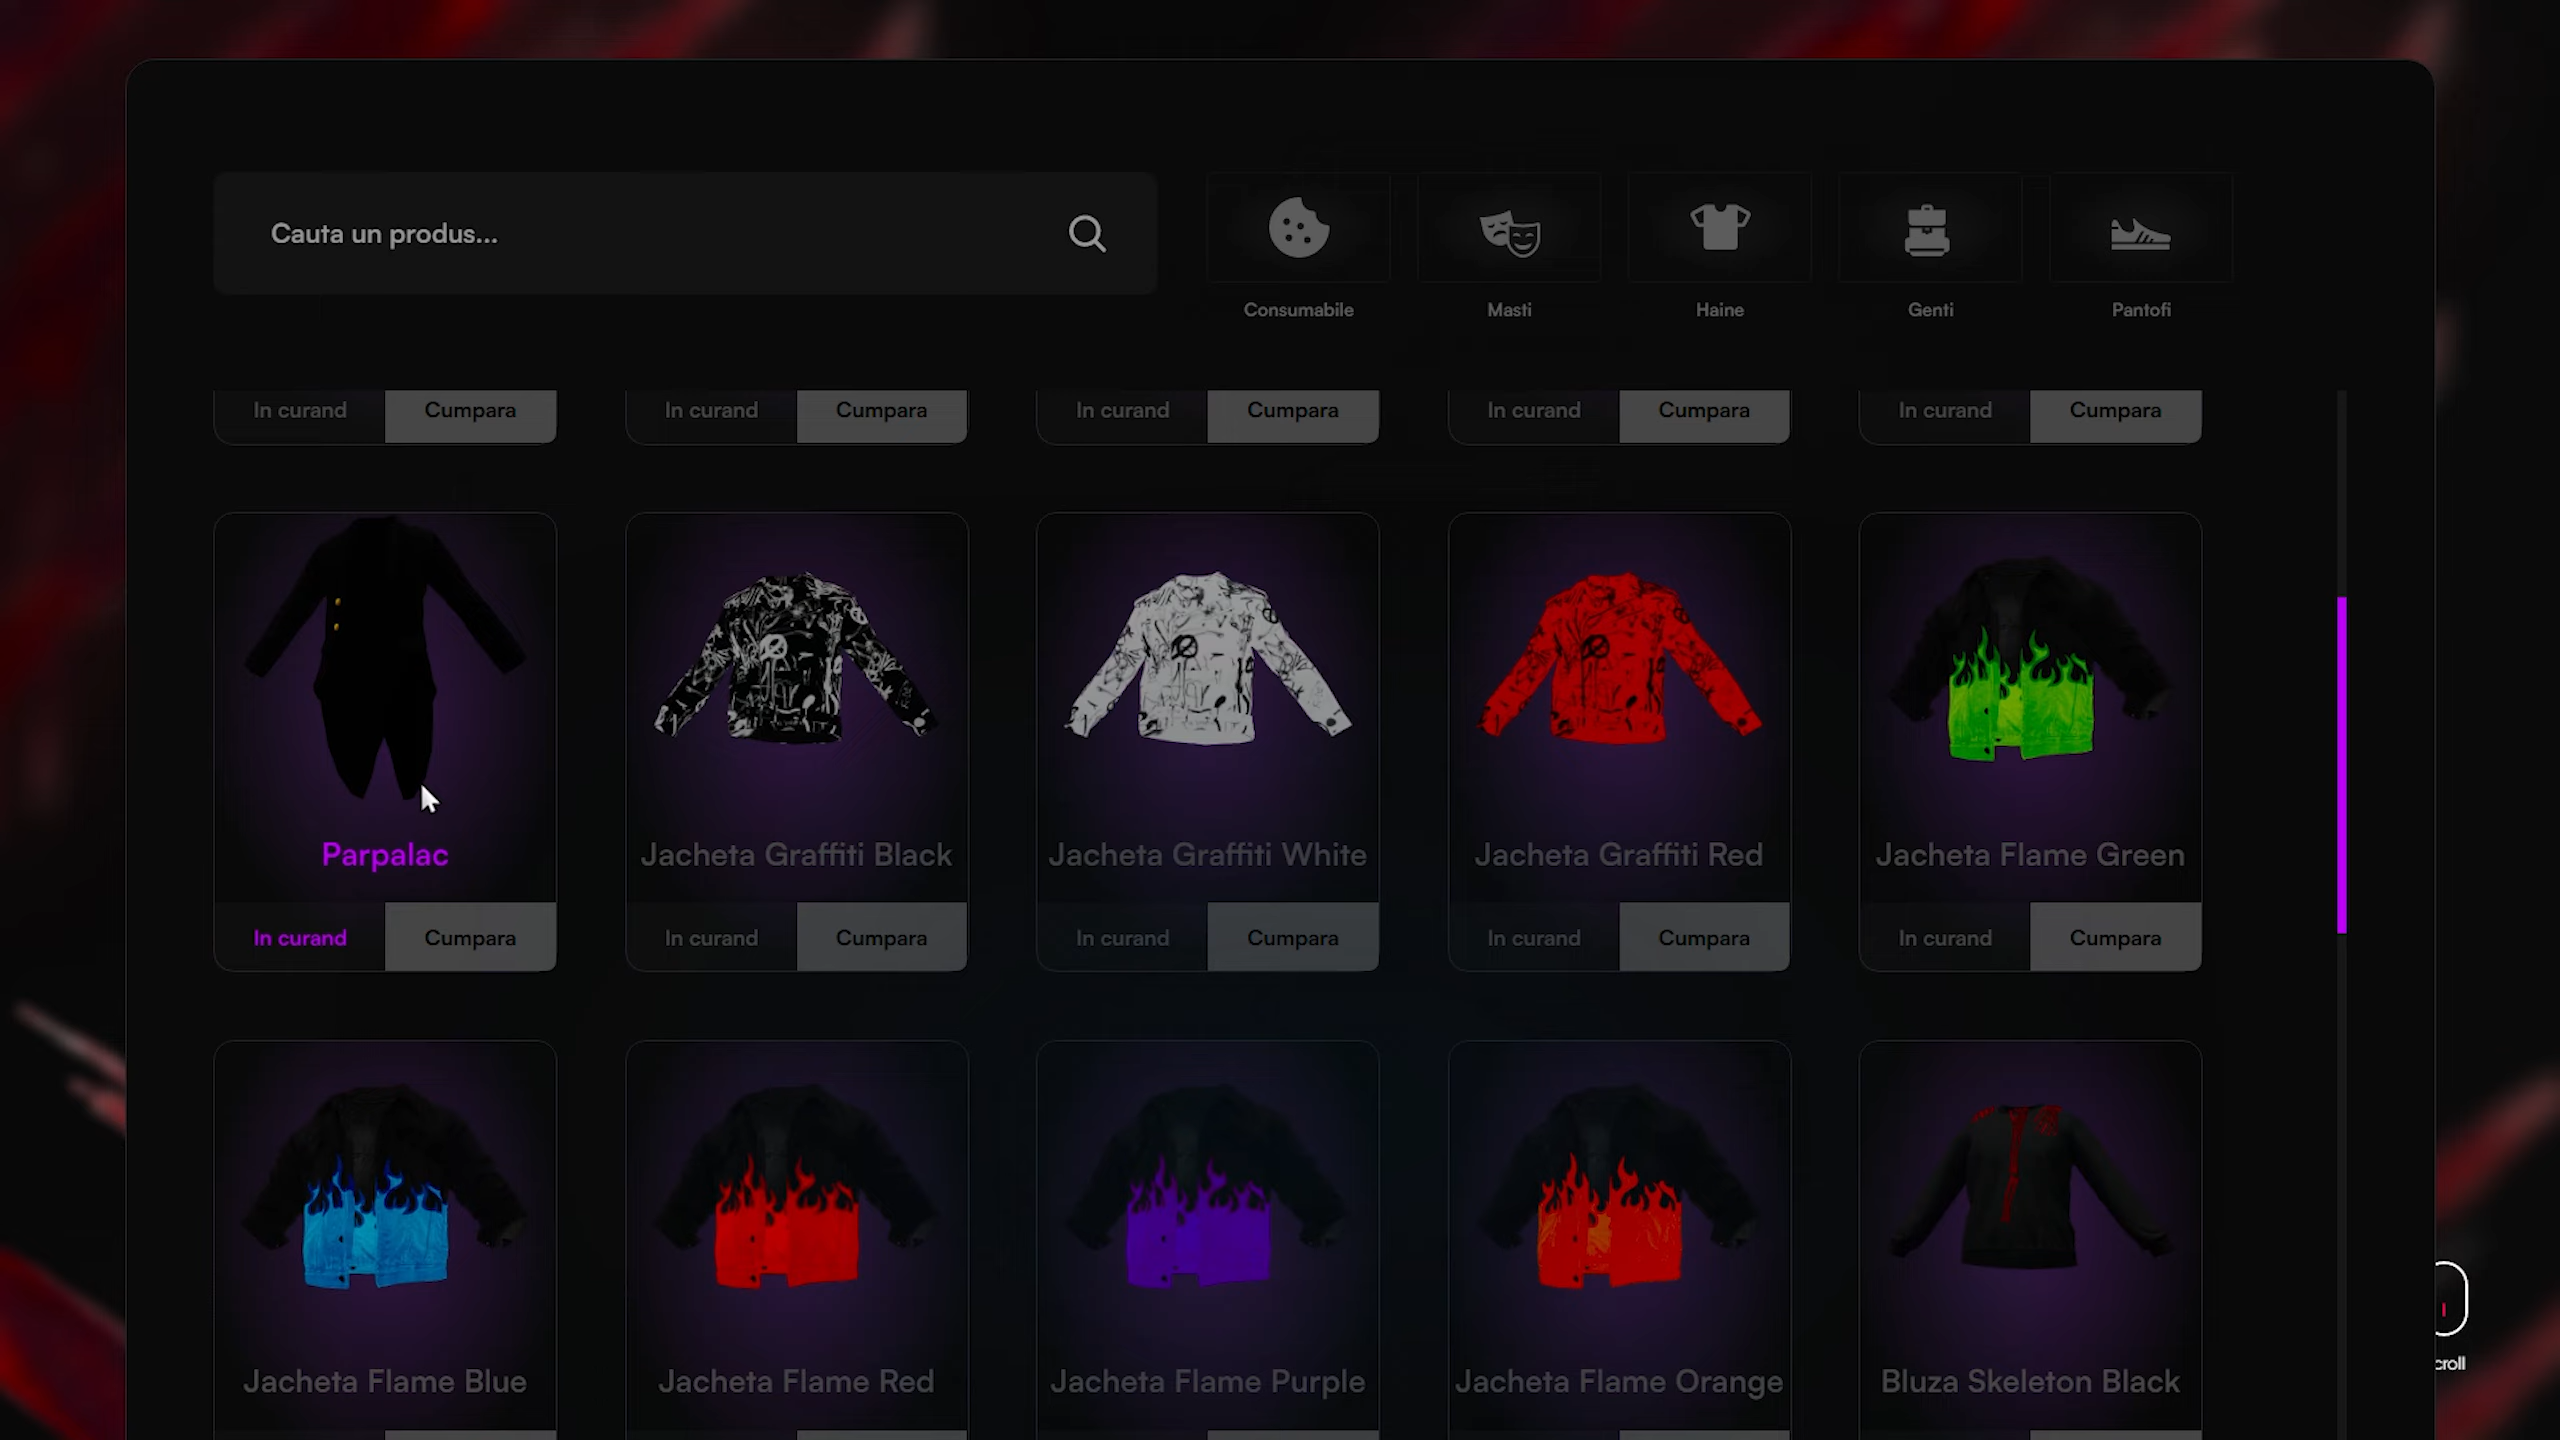 Cauta un produs...
Consumabile Masti Haine Genti Pantofi
In curand Cumpara In curand Cumpara In curand Cumpara In curand Cumpara In curand Cumpara
Parpalac Jacheta Graffiti Black Jacheta Graffiti White Jacheta Graffiti Red Jacheta Flame Green
In curand Cumpara In curand Cumpara In curand Cumpara In curand Cumpara In curand Cumpara
Jacheta Flame Blue Jacheta Flame Red Jacheta Flame Purple Jacheta Flame Orange Bluza Skeleton Black
croll